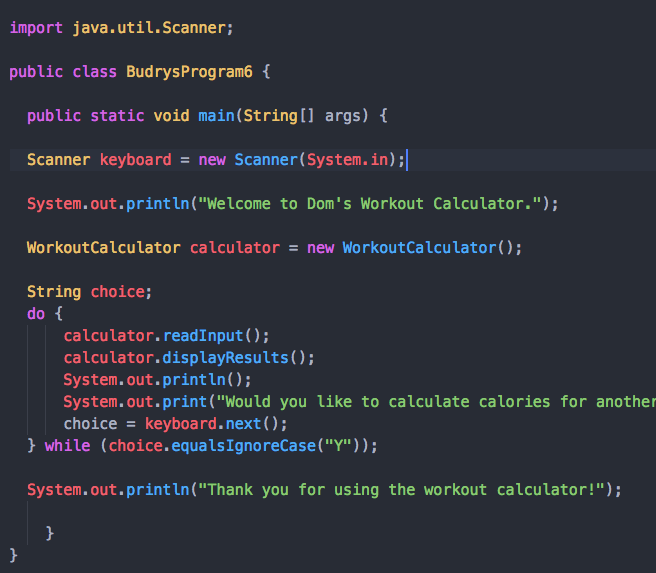 import java.util.Scanner;
public class BudrysProgram6 {
public static void main(String[] args) {
Scanner keyboard = new Scanner(System.in);
System.out.println("Welcome to Dom's Workout Calculator.");
WorkoutCalculator calculator = new WorkoutCalculator();
String choice;
do {
calculator.readInput();
calculator.displayResults();
System.out.println();
System.out.print("Would you like to calculate calories for another
choice = keyboard.next();
} while (choice.equalsIgnoreCase("Y"));
System.out.println("Thank you for using the workout calculator!");
}
}